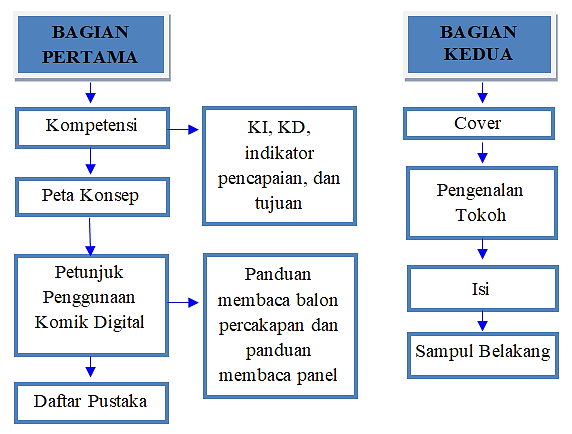 BAGIAN
PERTAMA
Kompetensi
KI, KD,
indikator
pencapaian, dan
tujuan
Peta Konsep
Petunjuk
Penggunaan
Komik Digital
Panduan
membaca balon
percakapan dan
panduan
membaca panel
Daftar Pustaka
BAGIAN
KEDUA
Cover
Pengenalan
Tokoh
Isi
Sampul Belakang